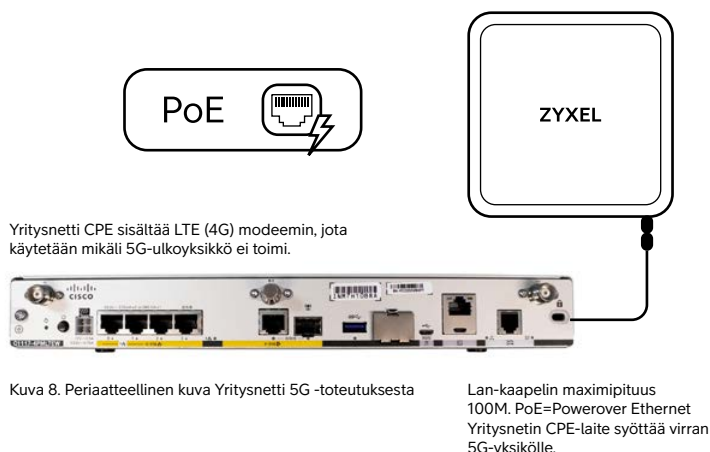 PoE
ZYXEL
Yritysnetti CPE sisältää LTE (4G) modeemin, jota
käytetään mikäli 5G-ulkoyksikkö ei toimi.
CISCO
Kuva 8. Periaatteellinen kuva Yritysnetti 5G -toteutuksesta
Lan-kaapelin maximipituus
100M. PoE=Powerover Ethernet
Yritysnetin CPE-laite syöttää virran
5G-yksikölle.